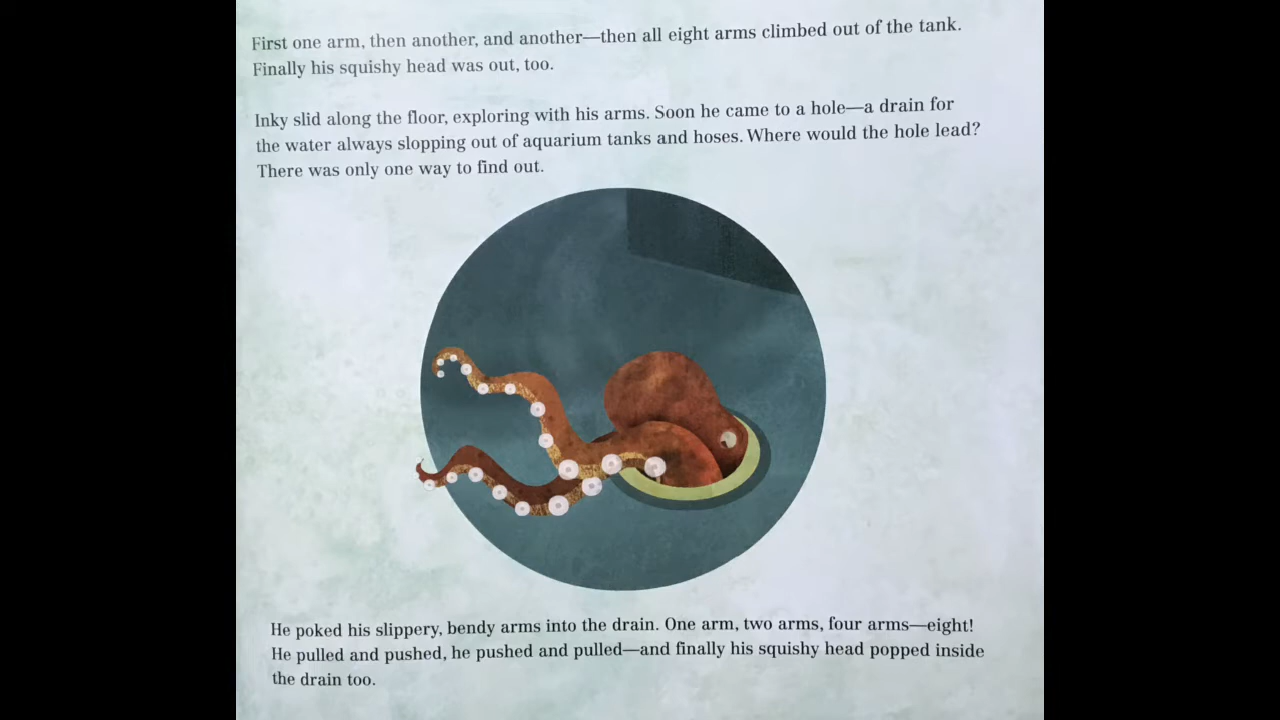 First one arm, then another, and another—then all eight arms climbed out of the tank.
Finally his squishy head was out, too.
Inky slid along the floor, exploring with his arms. Soon he came to a hole—a drain for
the water always slopping out of aquarium tanks and hoses. Where would the hole lead?
There was only one way to find out.
He poked his slippery, bendy arms into the drain. One arm, two arms, four arms—eight!
He pulled and pushed, he pushed and pulled—and finally his squishy head popped inside
the drain too.